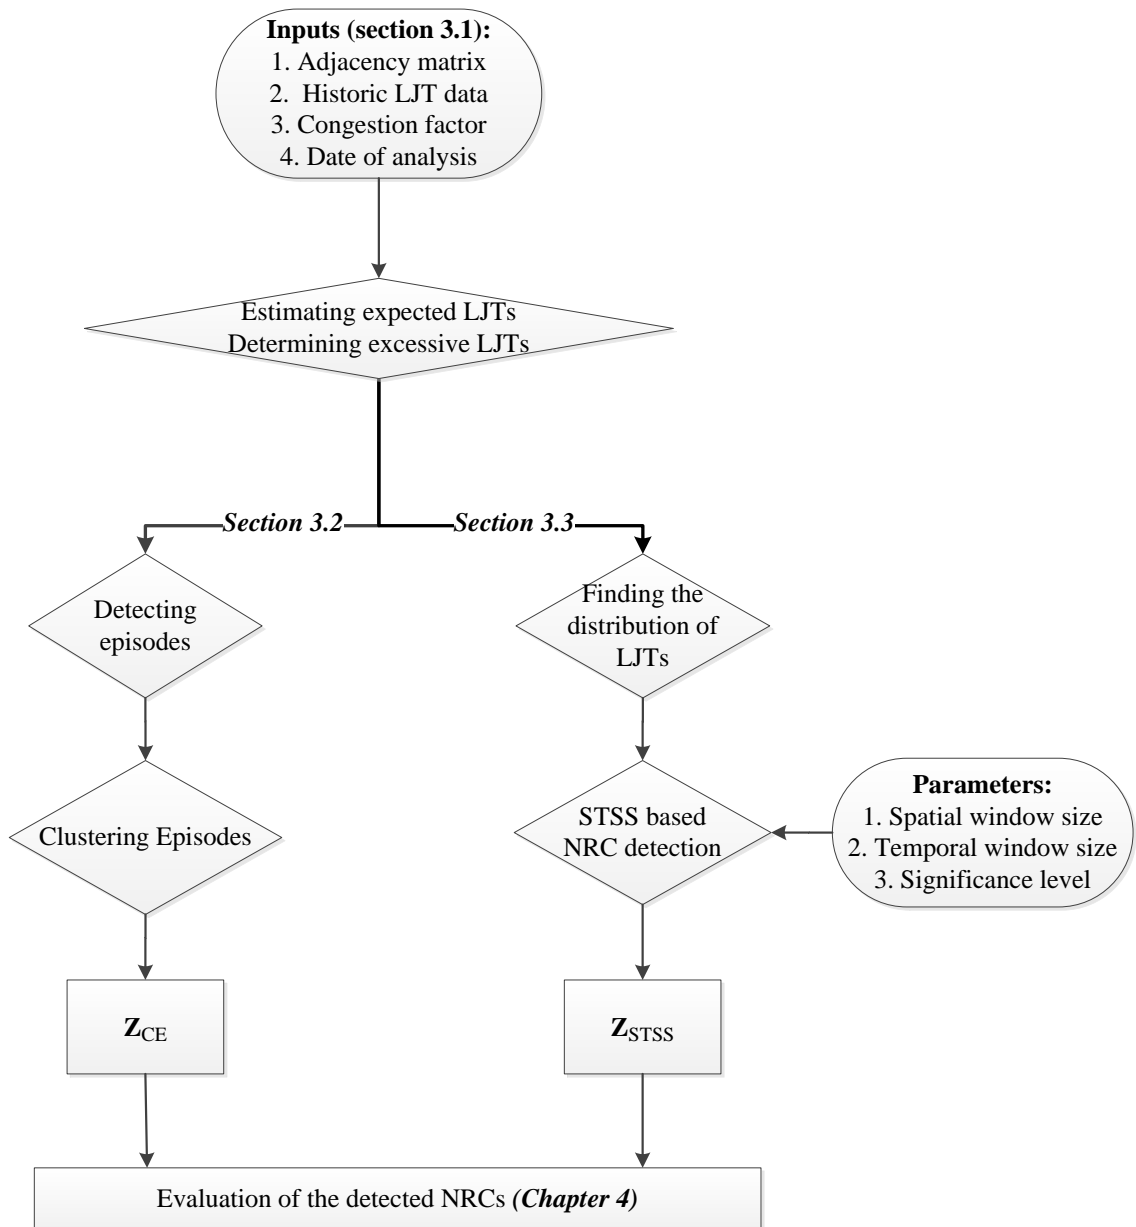 Inputs (section 3.1):
1. Adjacency matrix
2. Historic LJT data
3. Congestion factor
4. Date of analysis
Estimating expected LJTs
Determining excessive LJTs
Section 3.2
Section 3.3
Detecting
episodes
Finding the
distribution of
LJTs
Clustering Episodes
STSS based
NRC detection
Parameters:
1. Spatial window size
2. Temporal window size
3. Significance level
Z_CE
Z_STSS
Evaluation of the detected NRCs (Chapter 4)